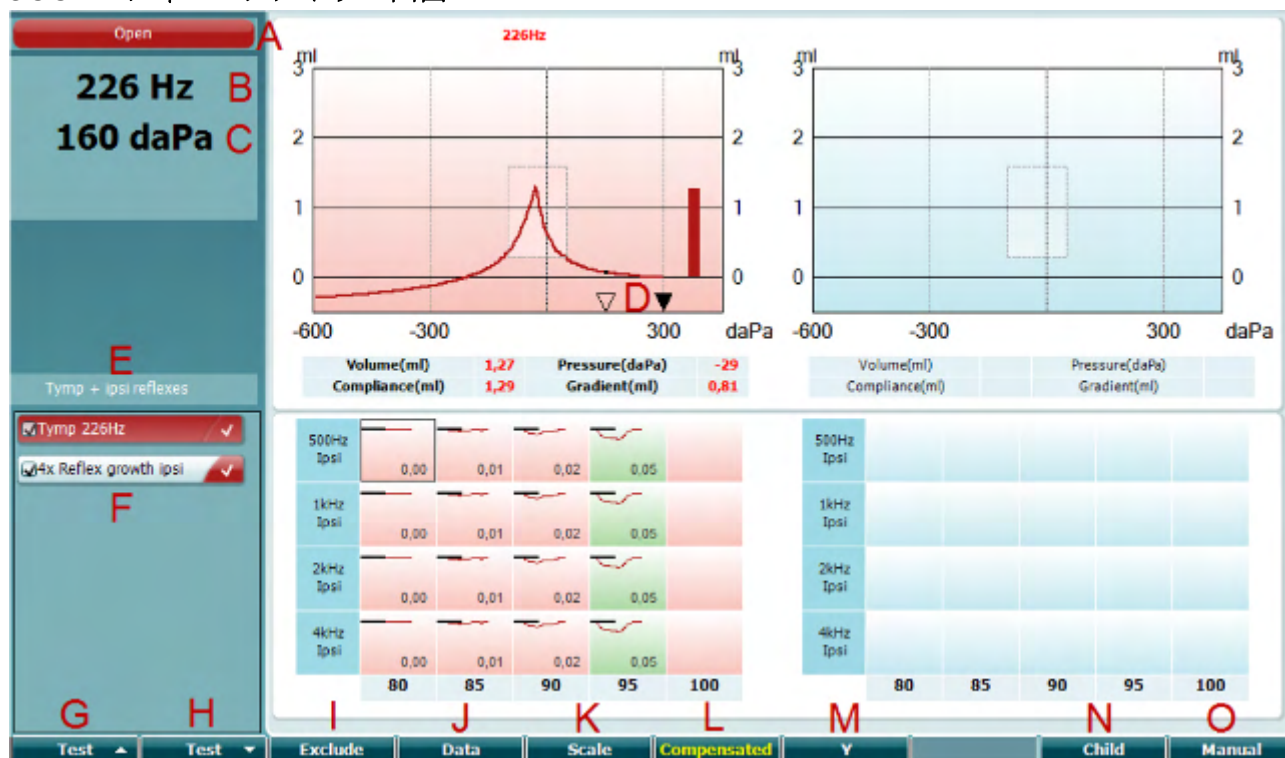 Open
A
226 Hz B
160 daPa C
E
Tymp + ipsi reflexes
Tymp 226Hz
4x Reflex growth ipsi
F
226Hz
ml ml
3 3
2 2
1 1
0 0
D
-600 -300 300 daPa
Volume(ml) 1,27 Pressure(daPa) -29
Compliance(ml) 1,29 Gradient(ml) 0,81
ml ml
3 3
2 2
1 1
0 0
-600 -300 300 daPa
Volume(ml) Pressure(daPa)
Compliance(ml) Gradient(ml)
500Hz
Ipsi
0,00 0,01 0,02 0,05
1kHz
Ipsi
0,00 0,01 0,02 0,05
2kHz
Ipsi
0,00 0,01 0,02 0,05
4kHz
Ipsi
0,00 0,01 0,02 0,05
80 85 90 95 100
500Hz
Ipsi
1kHz
Ipsi
2kHz
Ipsi
4kHz
Ipsi
80 85 90 95 100
G H I J K L M N O
Test Test Exclude Data Scale Compensated Y Child Manual